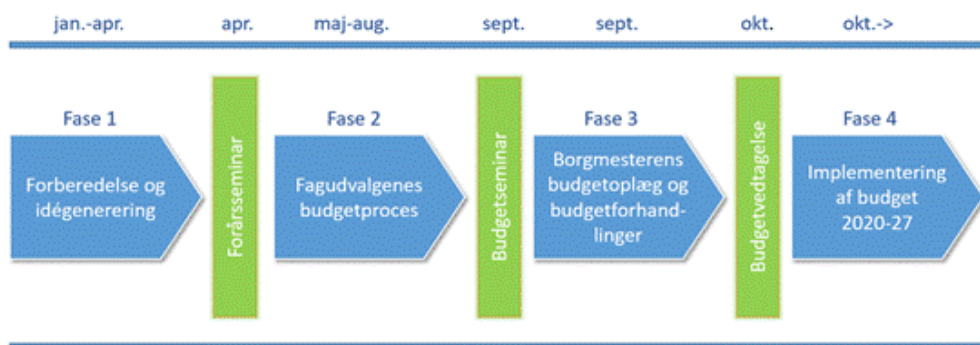 jan.-apr.
apr.
maj-aug.
sept.
sept.
okt.
okt.->
Fase 1
Forberedelse og
idégenerering
Forårsseminar
Fase 2
Fagudvalgenes
budgetproces
Budgetseminar
Fase 3
Borgmesterens
budgetoplæg og
budgetforhand-
linger
Budgetvedtagelse
Fase 4
Implementering
af budget
2020-27